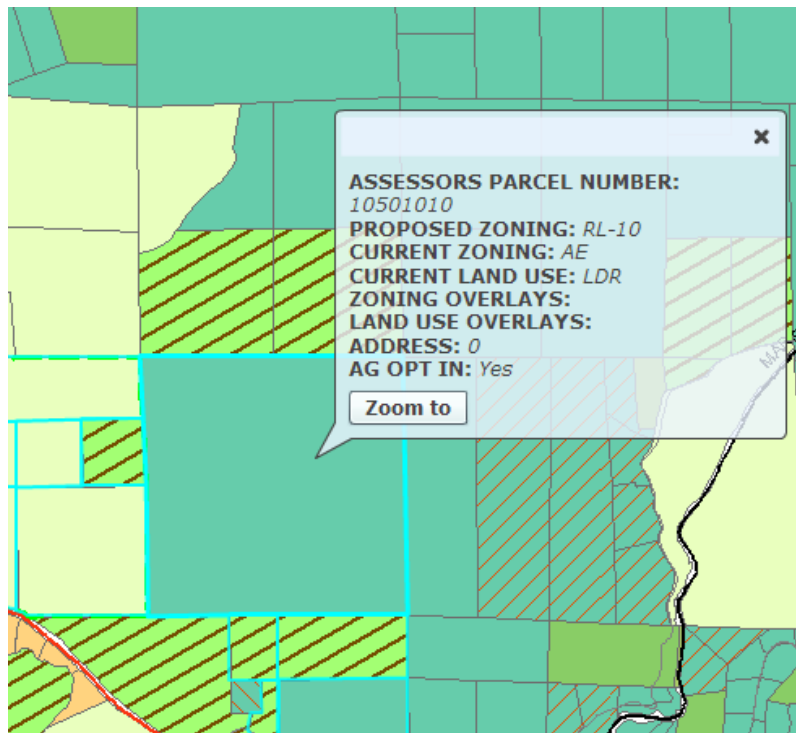 ASSESSORS PARCEL NUMBER:
10501010
PROPOSED ZONING: RL-10
CURRENT ZONING: AE
CURRENT LAND USE: LDR
ZONING OVERLAYS:
LAND USE OVERLAYS:
ADDRESS: 0
AG OPT IN: Yes
Zoom to